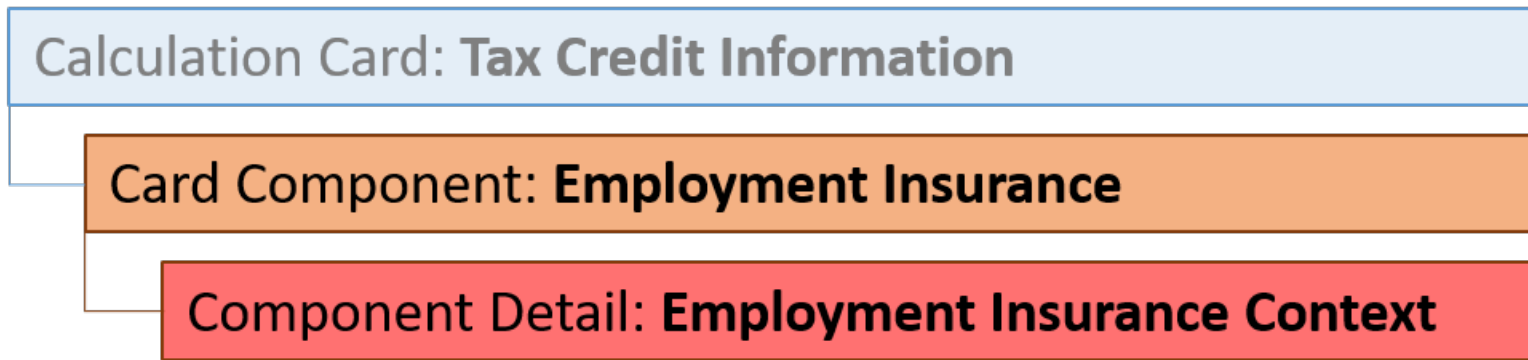 Calculation Card: Tax Credit Information
Card Component: Employment Insurance
Component Detail: Employment Insurance Context